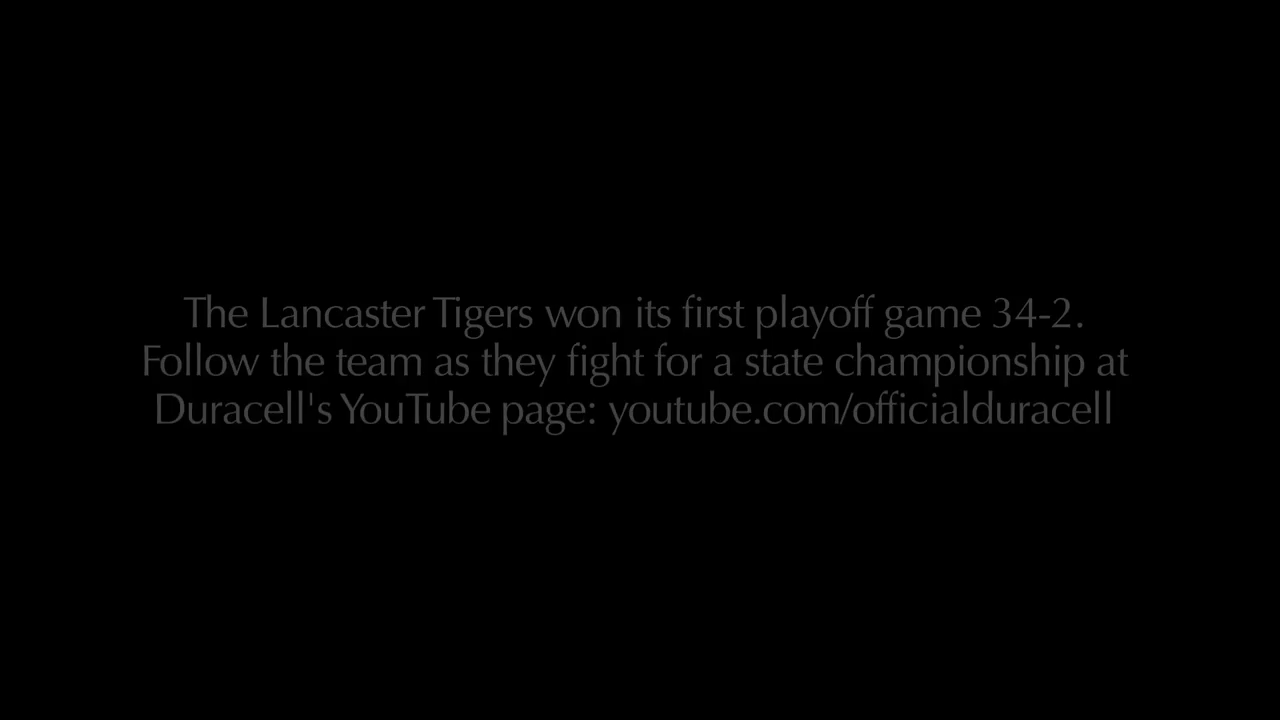 The Lancaster Tigers won its first playoff game 34-2.
Follow the team as they fight for a state championship at
Duracell's YouTube page: youtube.com/officialduracell